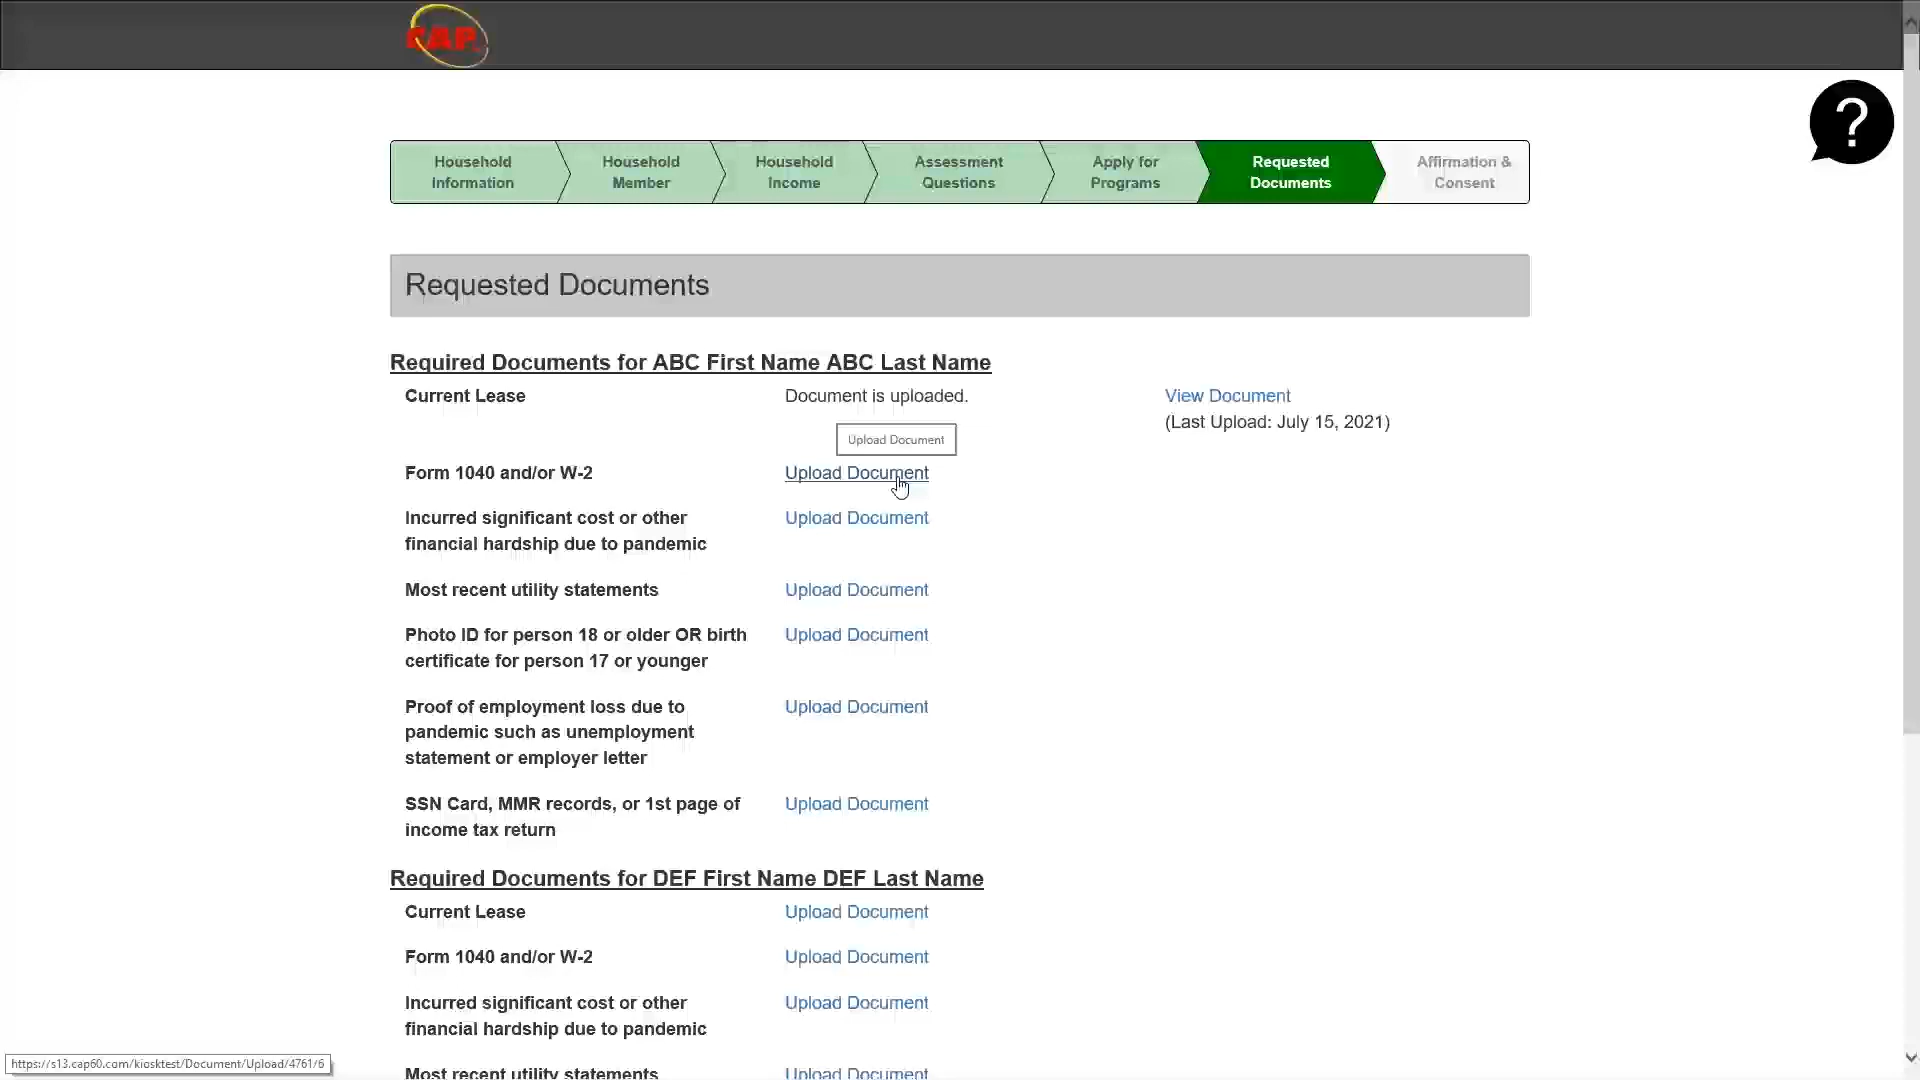 CAP
Household
Information
Household
Member
Household
Income
Assessment
Questions
Apply for
Programs
Requested
Documents
Affirmation &
Consent
?
Requested Documents
Required Documents for ABC First Name ABC Last Name
Current Lease Document is uploaded. View Document
(Last Upload: July 15, 2021)
Upload Document
Form 1040 and/or W-2 Upload Document
Incurred significant cost or other Upload Document
financial hardship due to pandemic
Most recent utility statements Upload Document
Photo ID for person 18 or older OR birth Upload Document
certificate for person 17 or younger
Proof of employment loss due to Upload Document
pandemic such as unemployment
statement or employer letter
SSN Card, MMR records, or 1st page of Upload Document
income tax return
Required Documents for DEF First Name DEF Last Name
Current Lease Upload Document
Form 1040 and/or W-2 Upload Document
Incurred significant cost or other Upload Document
financial hardship due to pandemic
Most recent utility statements Upload Document
https://s13.cap60.com/kiosktest/Document/Upload/4761/6